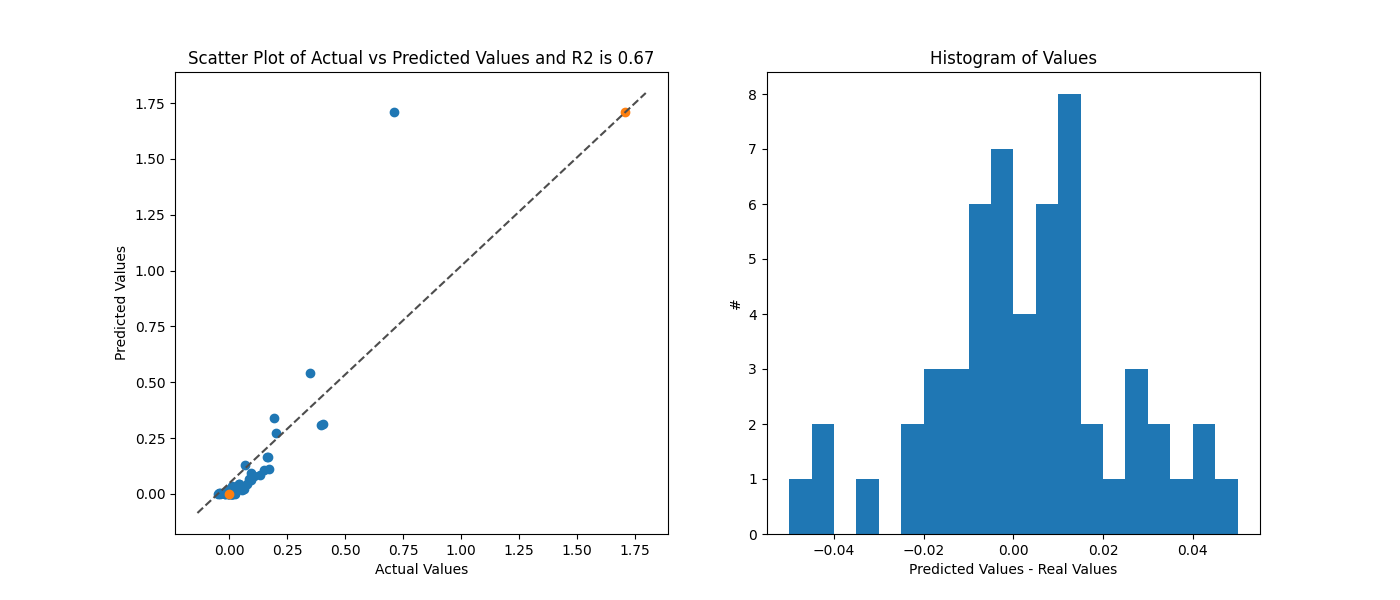 Scatter Plot of Actual vs Predicted Values and R2 is 0.67
1.75
1.50
1.25
1.00
0.75
0.50
0.25
0.00
Predicted Values
0.00 0.25 0.50 0.75 1.00 1.25 1.50 1.75
Actual Values
Histogram of Values
8
7
6
5
4
3
2
1
0
#
−0.04 −0.02 0.00 0.02 0.04
Predicted Values - Real Values